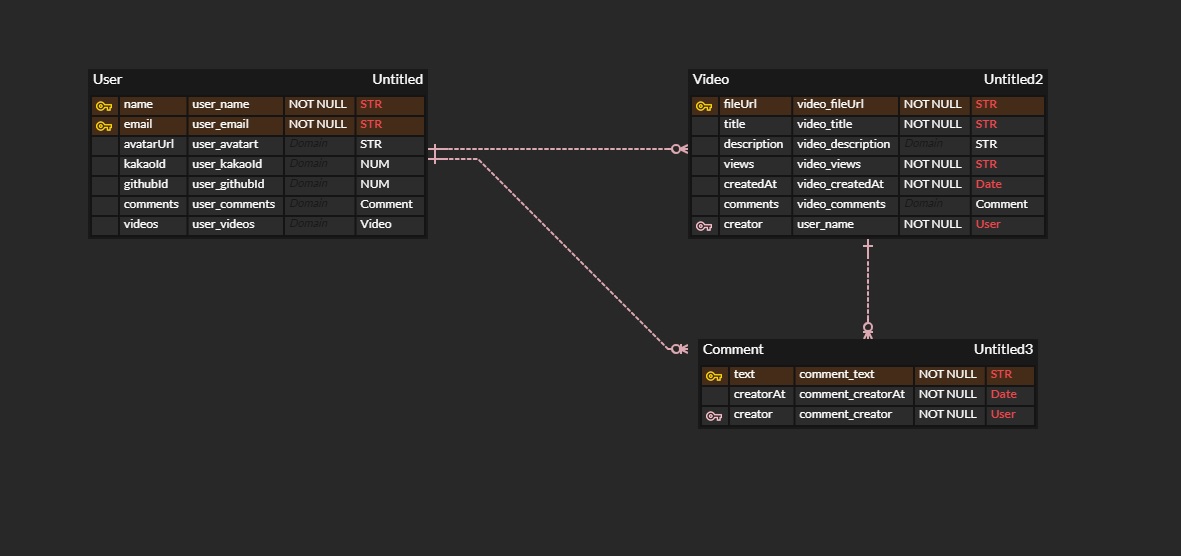 User Untitled
name user_name NOT NULL STR
email user_email NOT NULL STR
avatarUrl user_avatart Domain STR
kakaoId user_kakaoId Domain NUM
githubId user_githubId Domain NUM
comments user_comments Domain Comment
videos user_videos Domain Video
Video Untitled2
fileUrl video_fileUrl NOT NULL STR
title video_title NOT NULL STR
description video_description Domain STR
views video_views NOT NULL STR
createdAt video_createdAt NOT NULL Date
comments video_comments Domain Comment
creator user_name NOT NULL User
Comment Untitled3
text comment_text NOT NULL STR
creatorAt comment_creatorAt NOT NULL Date
creator comment_creator NOT NULL User